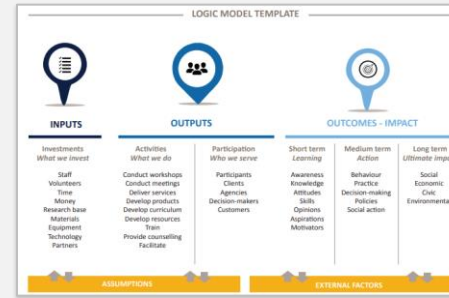 LOGIC MODEL TEMPLATE
INPUTS
OUTPUTS
OUTCOMES - IMPACT
Investments
What we invest
Staff
Volunteers
Time
Money
Research base
Materials
Equipment
Technology
Partners
Activities
What we do
Conduct workshops
Conduct meetings
Deliver services
Develop products
Develop curriculum
Develop resources
Train
Provide counselling
Facilitate
Participation
Who we serve
Participants
Clients
Agencies
Decision-makers
Customers
Short term
Learning
Awareness
Knowledge
Attitudes
Skills
Opinions
Aspirations
Motivators
Medium term
Action
Behaviour
Practice
Decision-making
Policies
Social action
Long term
Ultimate
Social
Economic
Civic
ASSUMPTIONS
EXTERNAL FACTORS